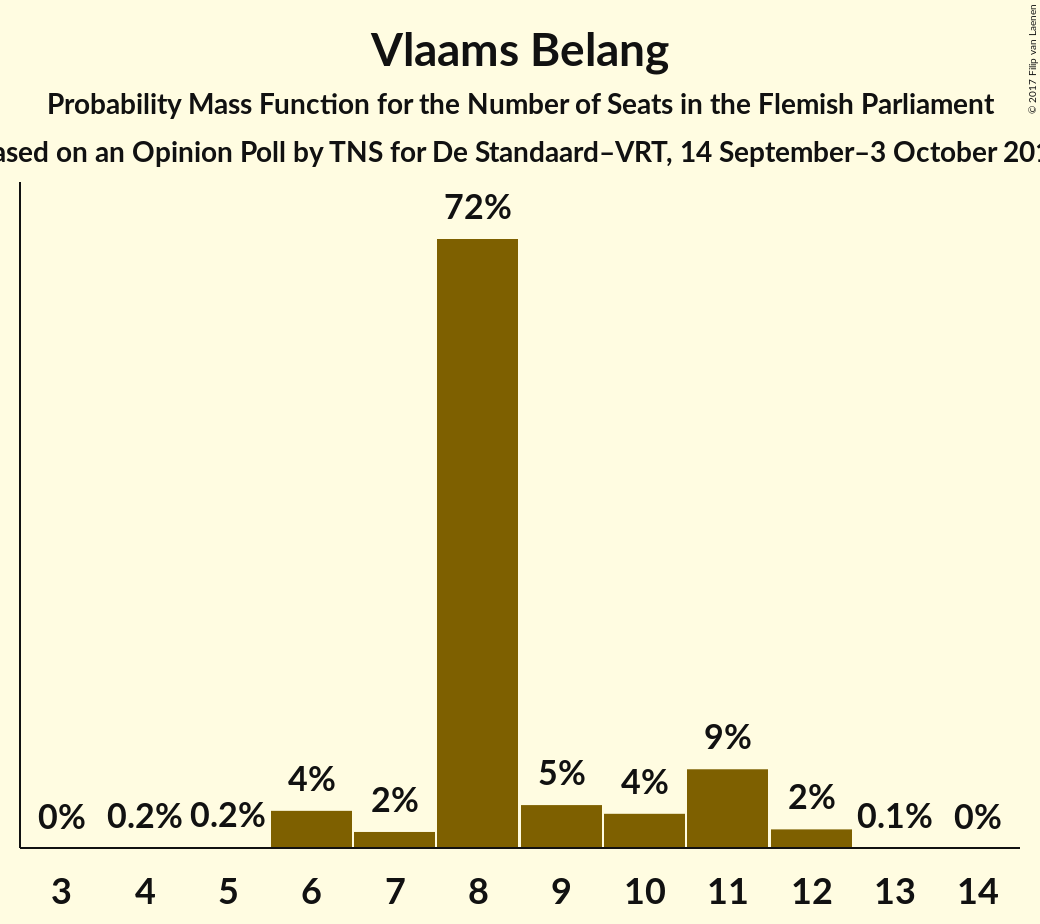 Vlaams Belang
Probability Mass Function for the Number of Seats in the Flemish Parliament
on an Opinion Poll by TNS for De Standaard–VRT, 14 September–3 October
© 2017 Filip van Laenen
72%
9%
5%
4%
4%
2%
2%
0%
0.2%
0.2%
0.1%
0%
3 4 5 6 7 8 9 10 11 12 13 14